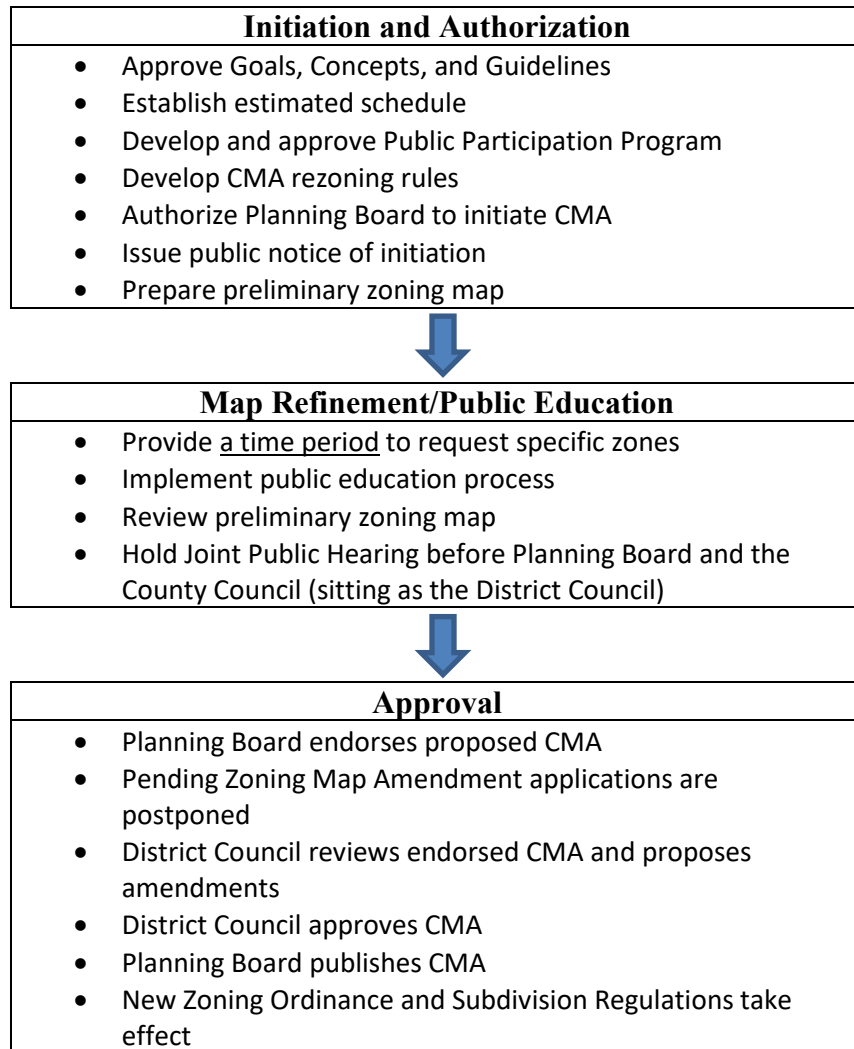 Initiation and Authorization
• Approve Goals, Concepts, and Guidelines
• Establish estimated schedule
• Develop and approve Public Participation Program
• Develop CMA rezoning rules
• Authorize Planning Board to initiate CMA
• Issue public notice of initiation
• Prepare preliminary zoning map
Map Refinement/Public Education
• Provide a time period to request specific zones
• Implement public education process
• Review preliminary zoning map
• Hold Joint Public Hearing before Planning Board and the
County Council (sitting as the District Council)
Approval
• Planning Board endorses proposed CMA
• Pending Zoning Map Amendment applications are
postponed
• District Council reviews endorsed CMA and proposes
amendments
• District Council approves CMA
• Planning Board publishes CMA
• New Zoning Ordinance and Subdivision Regulations take
effect